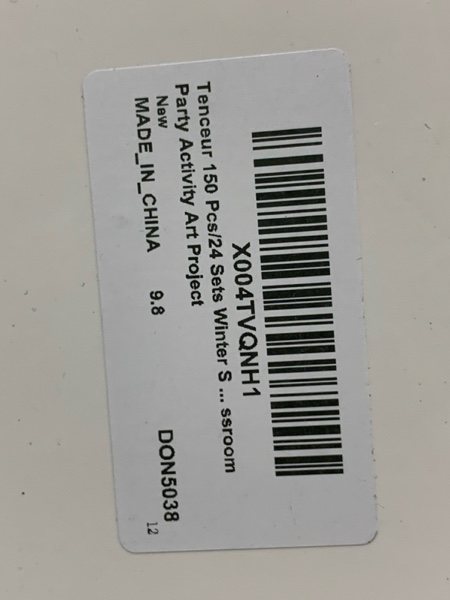 X004TVQNH1
Tenceur 150 Pcs/24 Sets Winter S ... ssroom
Party Activity Art Project
New
MADE_IN_CHINA 9.8 DON5038
12